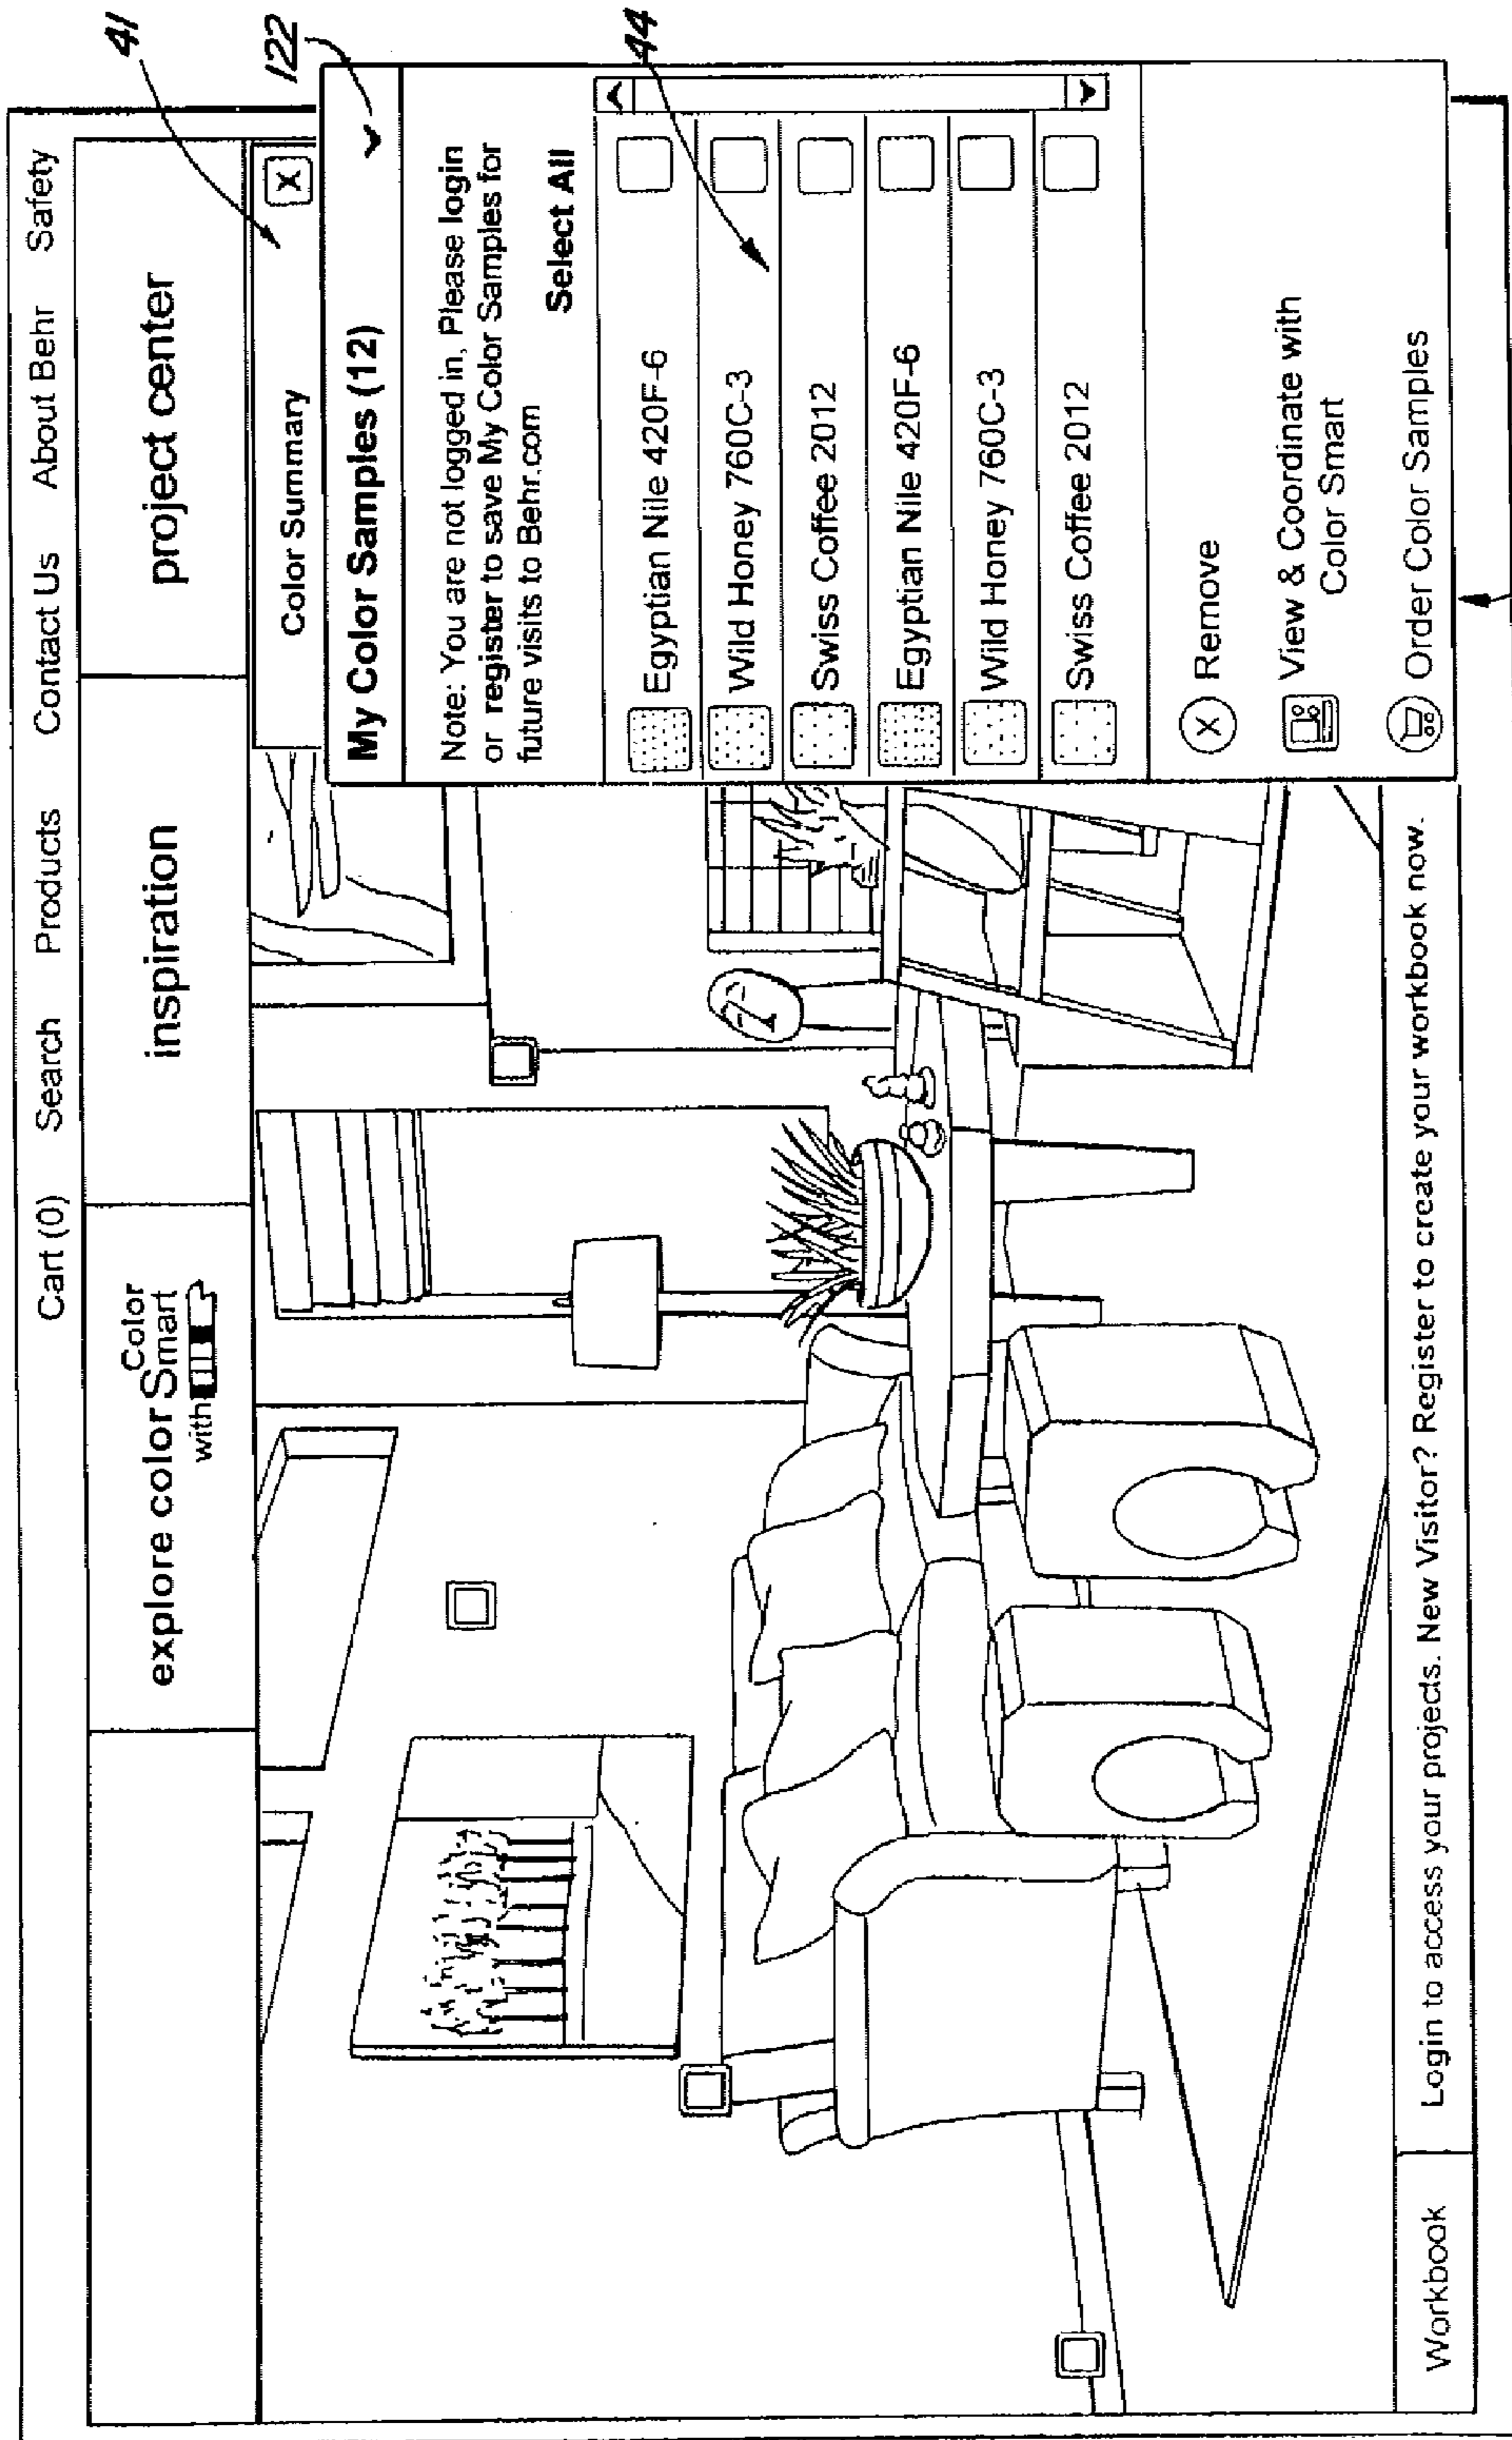 Cart (0) Search Products Contact Us About Behr Safety
explore color
with
Color
Smart
inspiration
project center
41
Color Summary
X
122
My Color Samples (12)
Note: You are not logged in, Please login
or register to save My Color Samples for
future visits to Behr.com
Select All
44
Egyptian Nile 420F-6
Wild Honey 760C-3
Swiss Coffee 2012
Egyptian Nile 420F-6
Wild Honey 760C-3
Swiss Coffee 2012
X Remove
View & Coordinate with
Color Smart
Order Color Samples
Workbook
Login to access your projects. New Visitor? Register to create your workbook now.